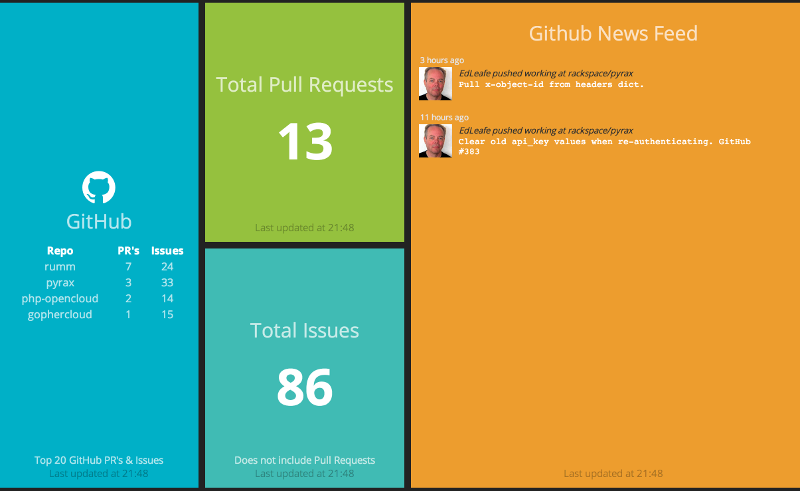 GitHub
Repo PR's Issues
rumm 7 24
pyrax 3 33
php-opencloud 2 14
gophercloud 1 15
Top 20 GitHub PR's & Issues
Last updated at 21:48
Total Pull Requests
13
Last updated at 21:48
Total Issues
86
Does not include Pull Requests
Last updated at 21:48
Github News Feed
3 hours ago
EdLeafe pushed working at rackspace/pyrax
Pull x-object-id from headers dict.
11 hours ago
EdLeafe pushed working at rackspace/pyrax
Clear old api_key values when re-authenticating. GitHub
#383
Last updated at 21:48